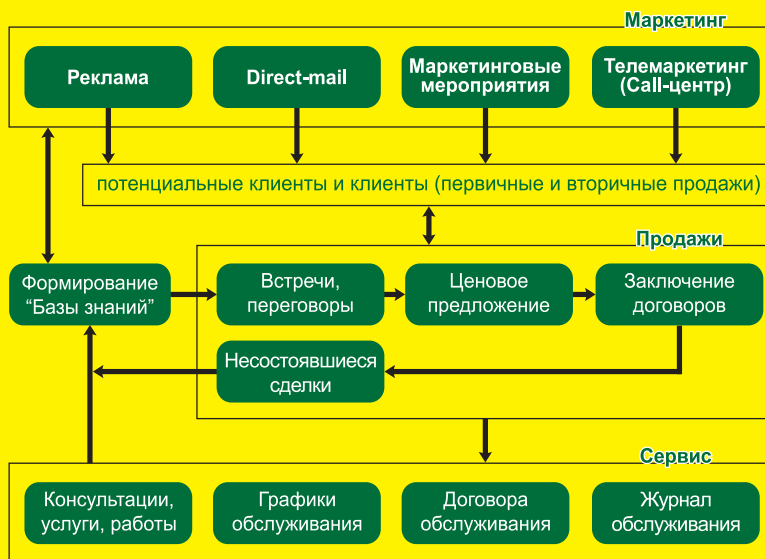 Маркетинг
Реклама
Direct-mail
Маркетинговые
мероприятия
Телемаркетинг
(Call-центр)
потенциальные клиенты и клиенты (первичные и вторичные продажи)
Продажи
Формирование
“Базы знаний”
Встречи,
переговоры
Ценовое
предложение
Заключение
договоров
Несостоявшиеся
сделки
Сервис
Консультации,
услуги, работы
Графики
обслуживания
Договора
обслуживания
Журнал
обслуживания